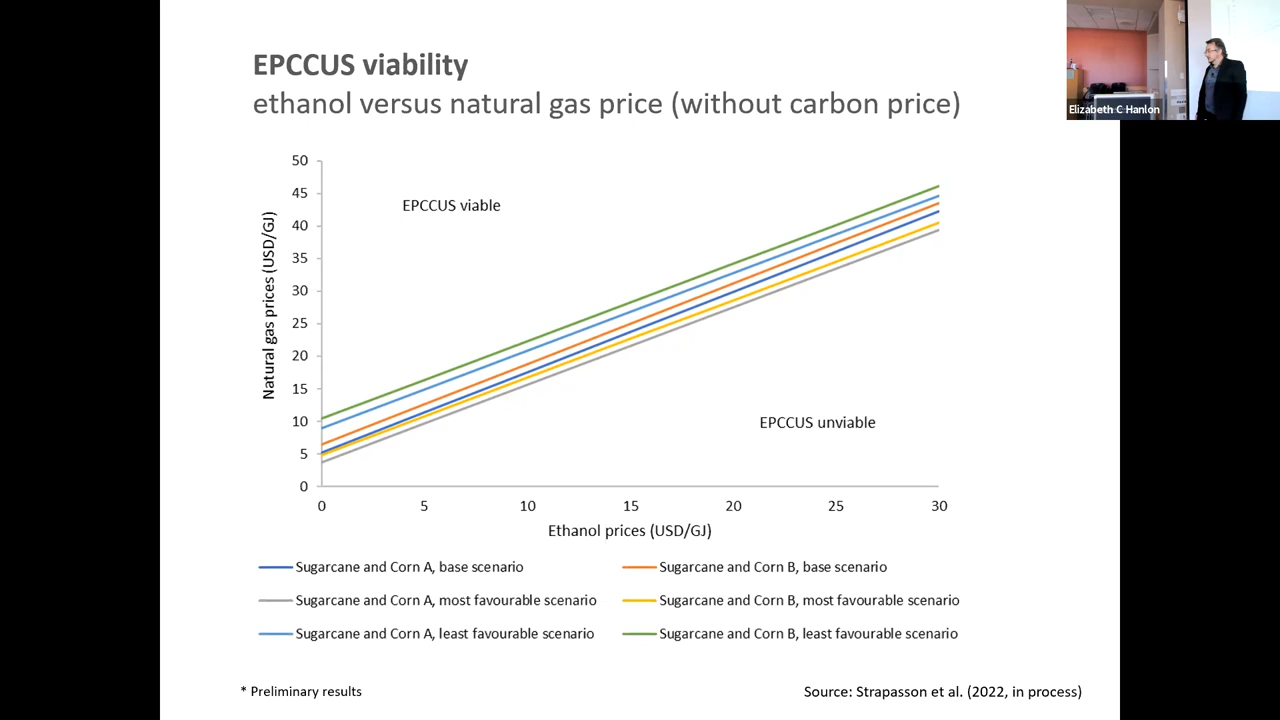 EPCCUS viability
ethanol versus natural gas price (without carbon price)
Elizabeth C Hanlon
50
45
40
35
30
25
20
15
10
5
0
Natural gas prices (USD/GJ)
EPCCUS viable
EPCCUS unviable
0 5 10 15 20 25 30
Ethanol prices (USD/GJ)
Sugarcane and Corn A, base scenario
Sugarcane and Corn B, base scenario
Sugarcane and Corn A, most favourable scenario
Sugarcane and Corn B, most favourable scenario
Sugarcane and Corn A, least favourable scenario
Sugarcane and Corn B, least favourable scenario
* Preliminary results
Source: Strapasson et al. (2022, in process)